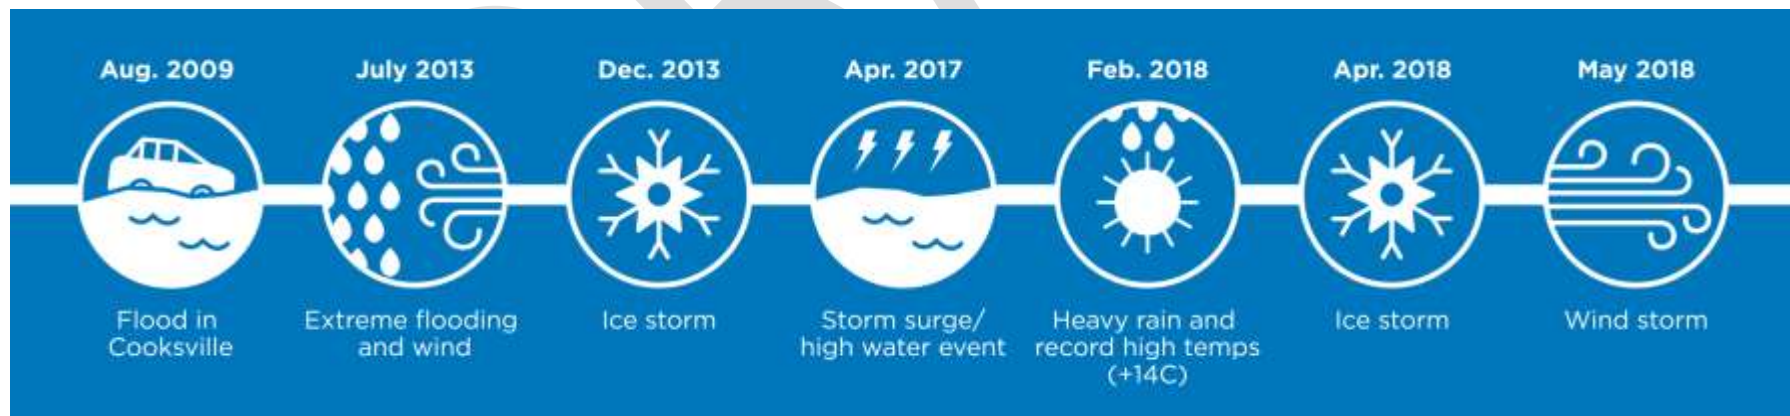 Aug. 2009
Flood in
Cooksville
July 2013
Extreme flooding
and wind
Dec. 2013
Ice storm
Apr. 2017
Storm surge/
high water event
Feb. 2018
Heavy rain and
record high temps
(+14C)
Apr. 2018
Ice storm
May 2018
Wind storm